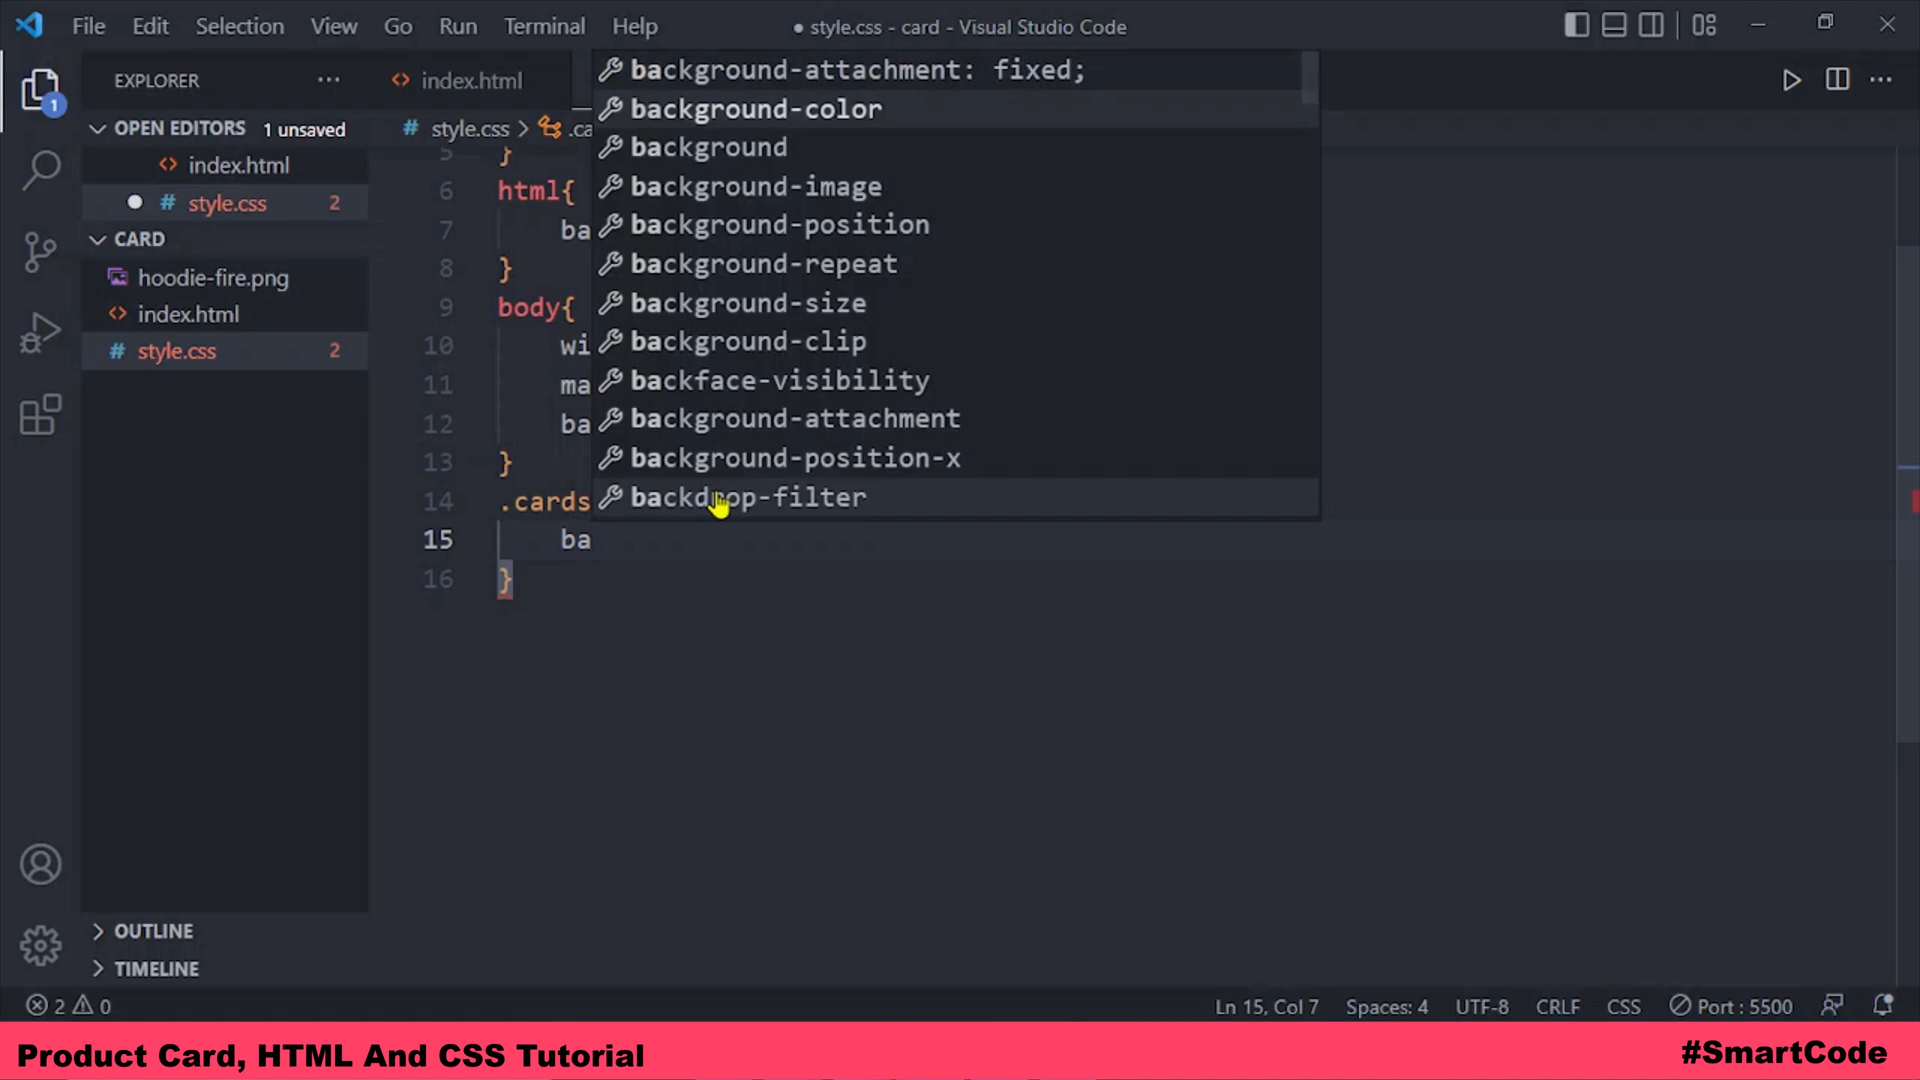 File Edit Selection View Go Run Terminal Help ● style.css - card - Visual Studio Code
EXPLORER ··· <> index.html
OPEN EDITORS 1 unsaved
<> index.html
● # style.css 2
CARD
hoodie-fire.png
<> index.html
# style.css 2
OUTLINE
TIMELINE
# style.css > .ca
5 }
6 html{
7 ba
8 }
9 body{
10 wi
11 ma
12 ba
13 }
14 .cards
15 ba
16 }
background-attachment: fixed;
background-color
background
background-image
background-position
background-repeat
background-size
background-clip
backface-visibility
background-attachment
background-position-x
backdrop-filter
1
2 0 Ln 15, Col 7 Spaces: 4 UTF-8 CRLF CSS Port : 5500
Product Card, HTML And CSS Tutorial #SmartCode